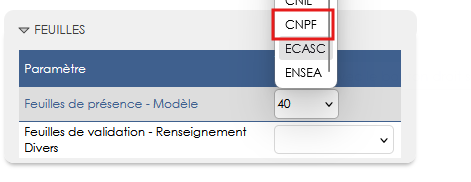 CNIL
CNPF
FEUILLES
ECASC
Paramètre
ENSEA
Feuilles de présence - Modèle
40
Feuilles de validation - Renseignement
Divers